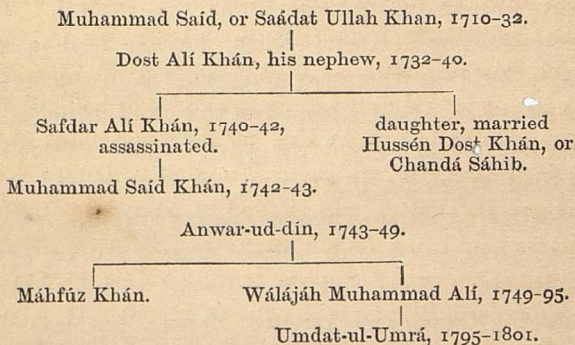 Muhammad Saíd, or Saádat Ullah Khan, 1710-32.
Dost Alí Khán, his nephew, 1732-40.
Safdar Alí Khán, 1740-42,
assassinated.
daughter, married
Hussén Dost Khán, or
Chandá Sáhib.
Muhammad Saíd Khán, 1742-43.
Anwar-ud-dín, 1743-49.
Máhfúz Khán.
Wálájáh Muhammad Alí, 1749-95.
Umdat-ul-Umrá, 1795-1801.